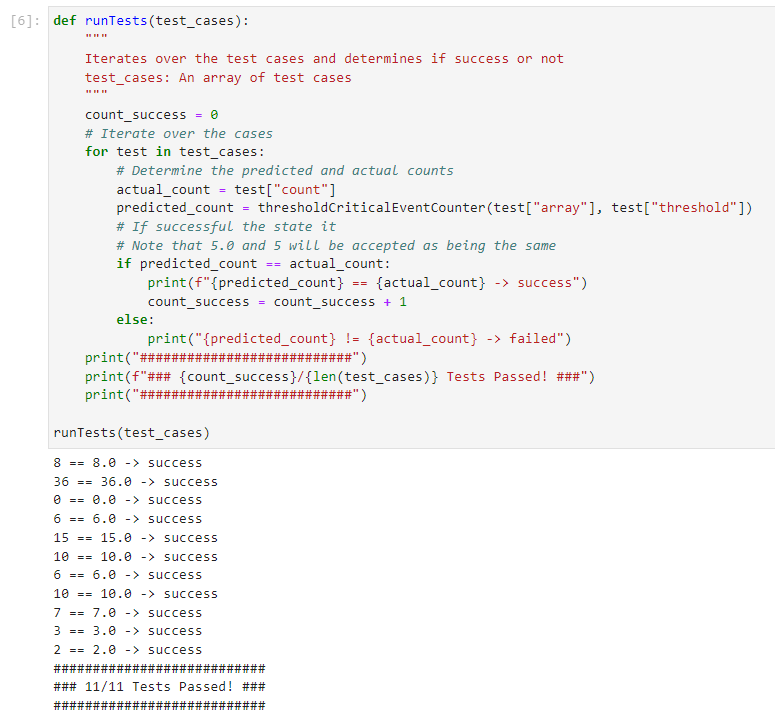 [6]: def runTests(test_cases):
    """
    Iterates over the test cases and determines if success or not
    test_cases: An array of test cases
    """
    count_success = 0
    # Iterate over the cases
    for test in test_cases:
        # Determine the predicted and actual counts
        actual_count = test["count"]
        predicted_count = thresholdCriticalEventCounter(test["array"], test["threshold"])
        # If successful the state it
        # Note that 5.0 and 5 will be accepted as being the same
        if predicted_count == actual_count:
            print(f"{predicted_count} == {actual_count} -> success")
            count_success = count_success + 1
        else:
            print("{predicted_count} != {actual_count} -> failed")
    print("###########################")
    print(f"### {count_success}/{len(test_cases)} Tests Passed! ###")
    print("###########################")

runTests(test_cases)
8 == 8.0 -> success
36 == 36.0 -> success
0 == 0.0 -> success
6 == 6.0 -> success
15 == 15.0 -> success
10 == 10.0 -> success
6 == 6.0 -> success
10 == 10.0 -> success
7 == 7.0 -> success
3 == 3.0 -> success
2 == 2.0 -> success
###########################
### 11/11 Tests Passed! ###
###########################